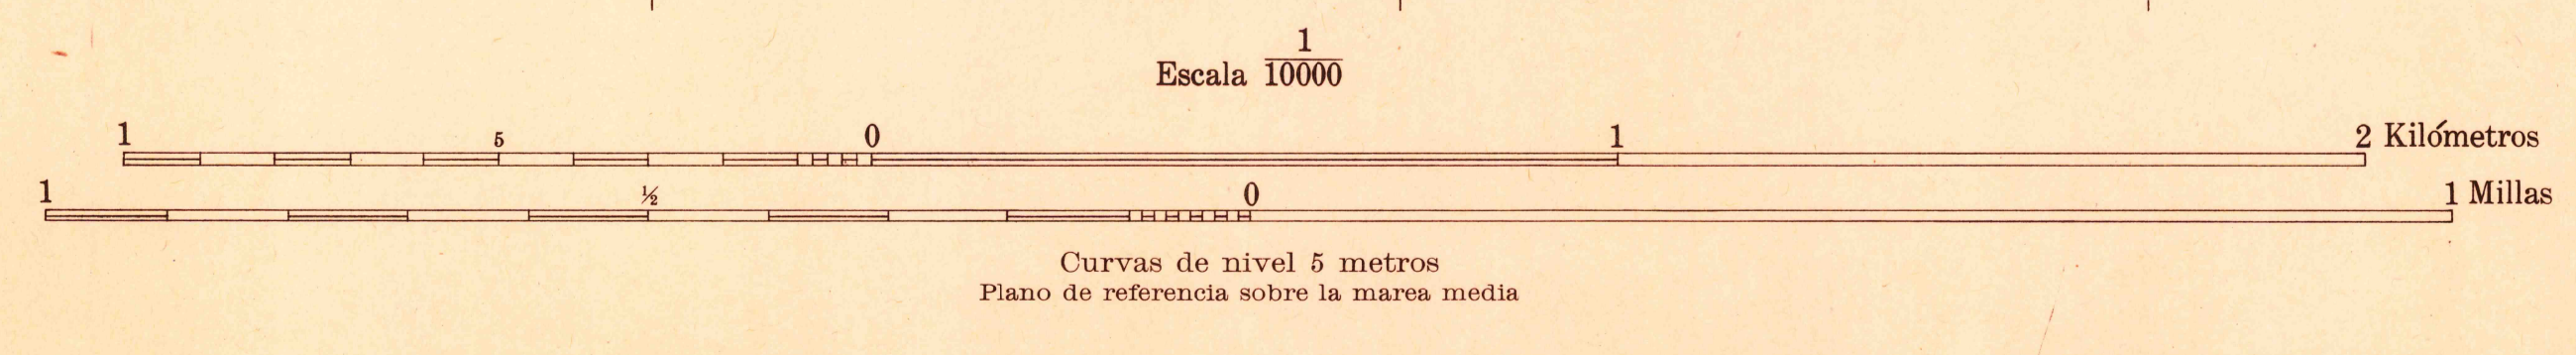 Escala 1/10000
1 5 0 1 2 Kilómetros
1 ½ 0 1 Millas
Curvas de nivel 5 metros
Plano de referencia sobre la marea media